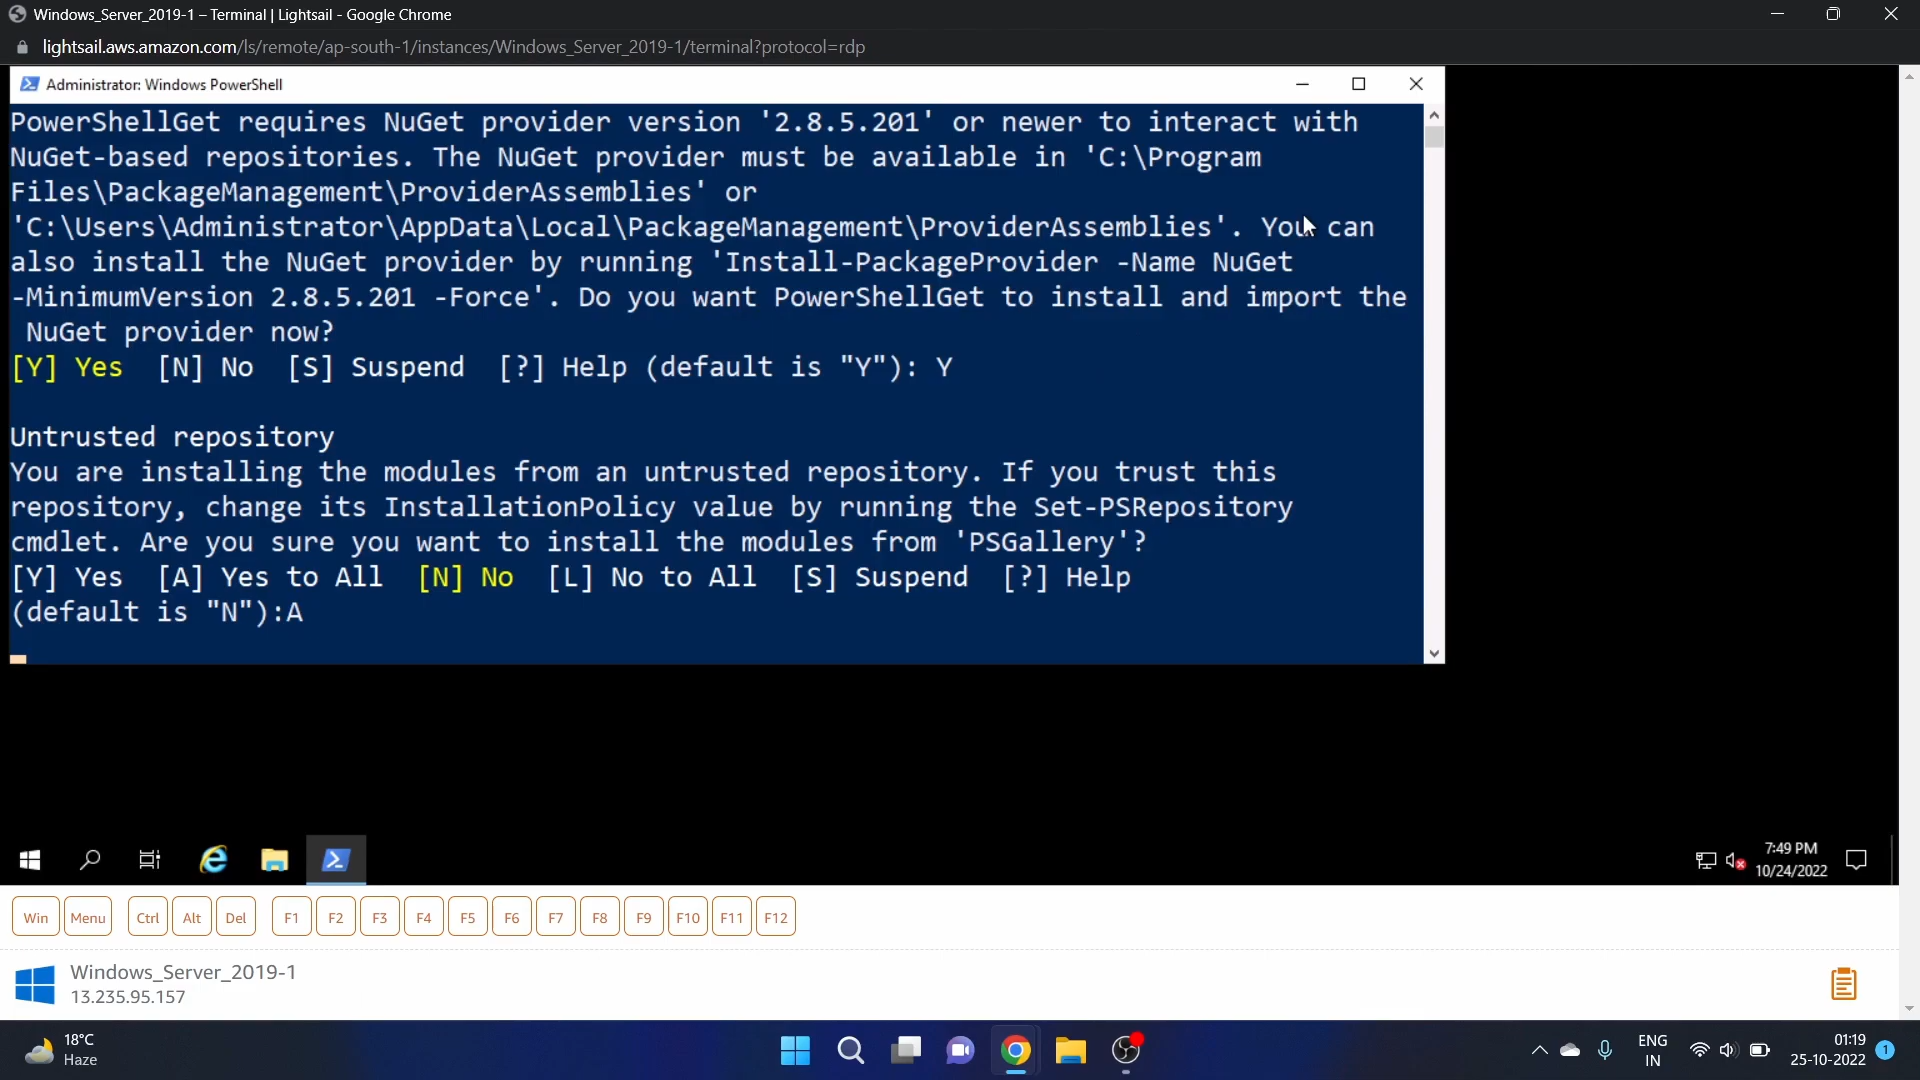 Windows_Server_2019-1 – Terminal | Lightsail - Google Chrome
lightsail.aws.amazon.com/ls/remote/ap-south-1/instances/Windows_Server_2019-1/terminal?protocol=rdp
Administrator: Windows PowerShell
PowerShellGet requires NuGet provider version '2.8.5.201' or newer to interact with
NuGet-based repositories. The NuGet provider must be available in 'C:\Program
Files\PackageManagement\ProviderAssemblies' or
'C:\Users\Administrator\AppData\Local\PackageManagement\ProviderAssemblies'. You can
also install the NuGet provider by running 'Install-PackageProvider -Name NuGet
-MinimumVersion 2.8.5.201 -Force'. Do you want PowerShellGet to install and import the
NuGet provider now?
[Y] Yes  [N] No  [S] Suspend  [?] Help (default is "Y"): Y
Untrusted repository
You are installing the modules from an untrusted repository. If you trust this
repository, change its InstallationPolicy value by running the Set-PSRepository
cmdlet. Are you sure you want to install the modules from 'PSGallery'?
[Y] Yes  [A] Yes to All  [N] No  [L] No to All  [S] Suspend  [?] Help
(default is "N"):A
7:49 PM
10/24/2022
Win Menu Ctrl Alt Del F1 F2 F3 F4 F5 F6 F7 F8 F9 F10 F11 F12
Windows_Server_2019-1
13.235.95.157
18°C
Haze
ENG
IN
01:19
25-10-2022
1